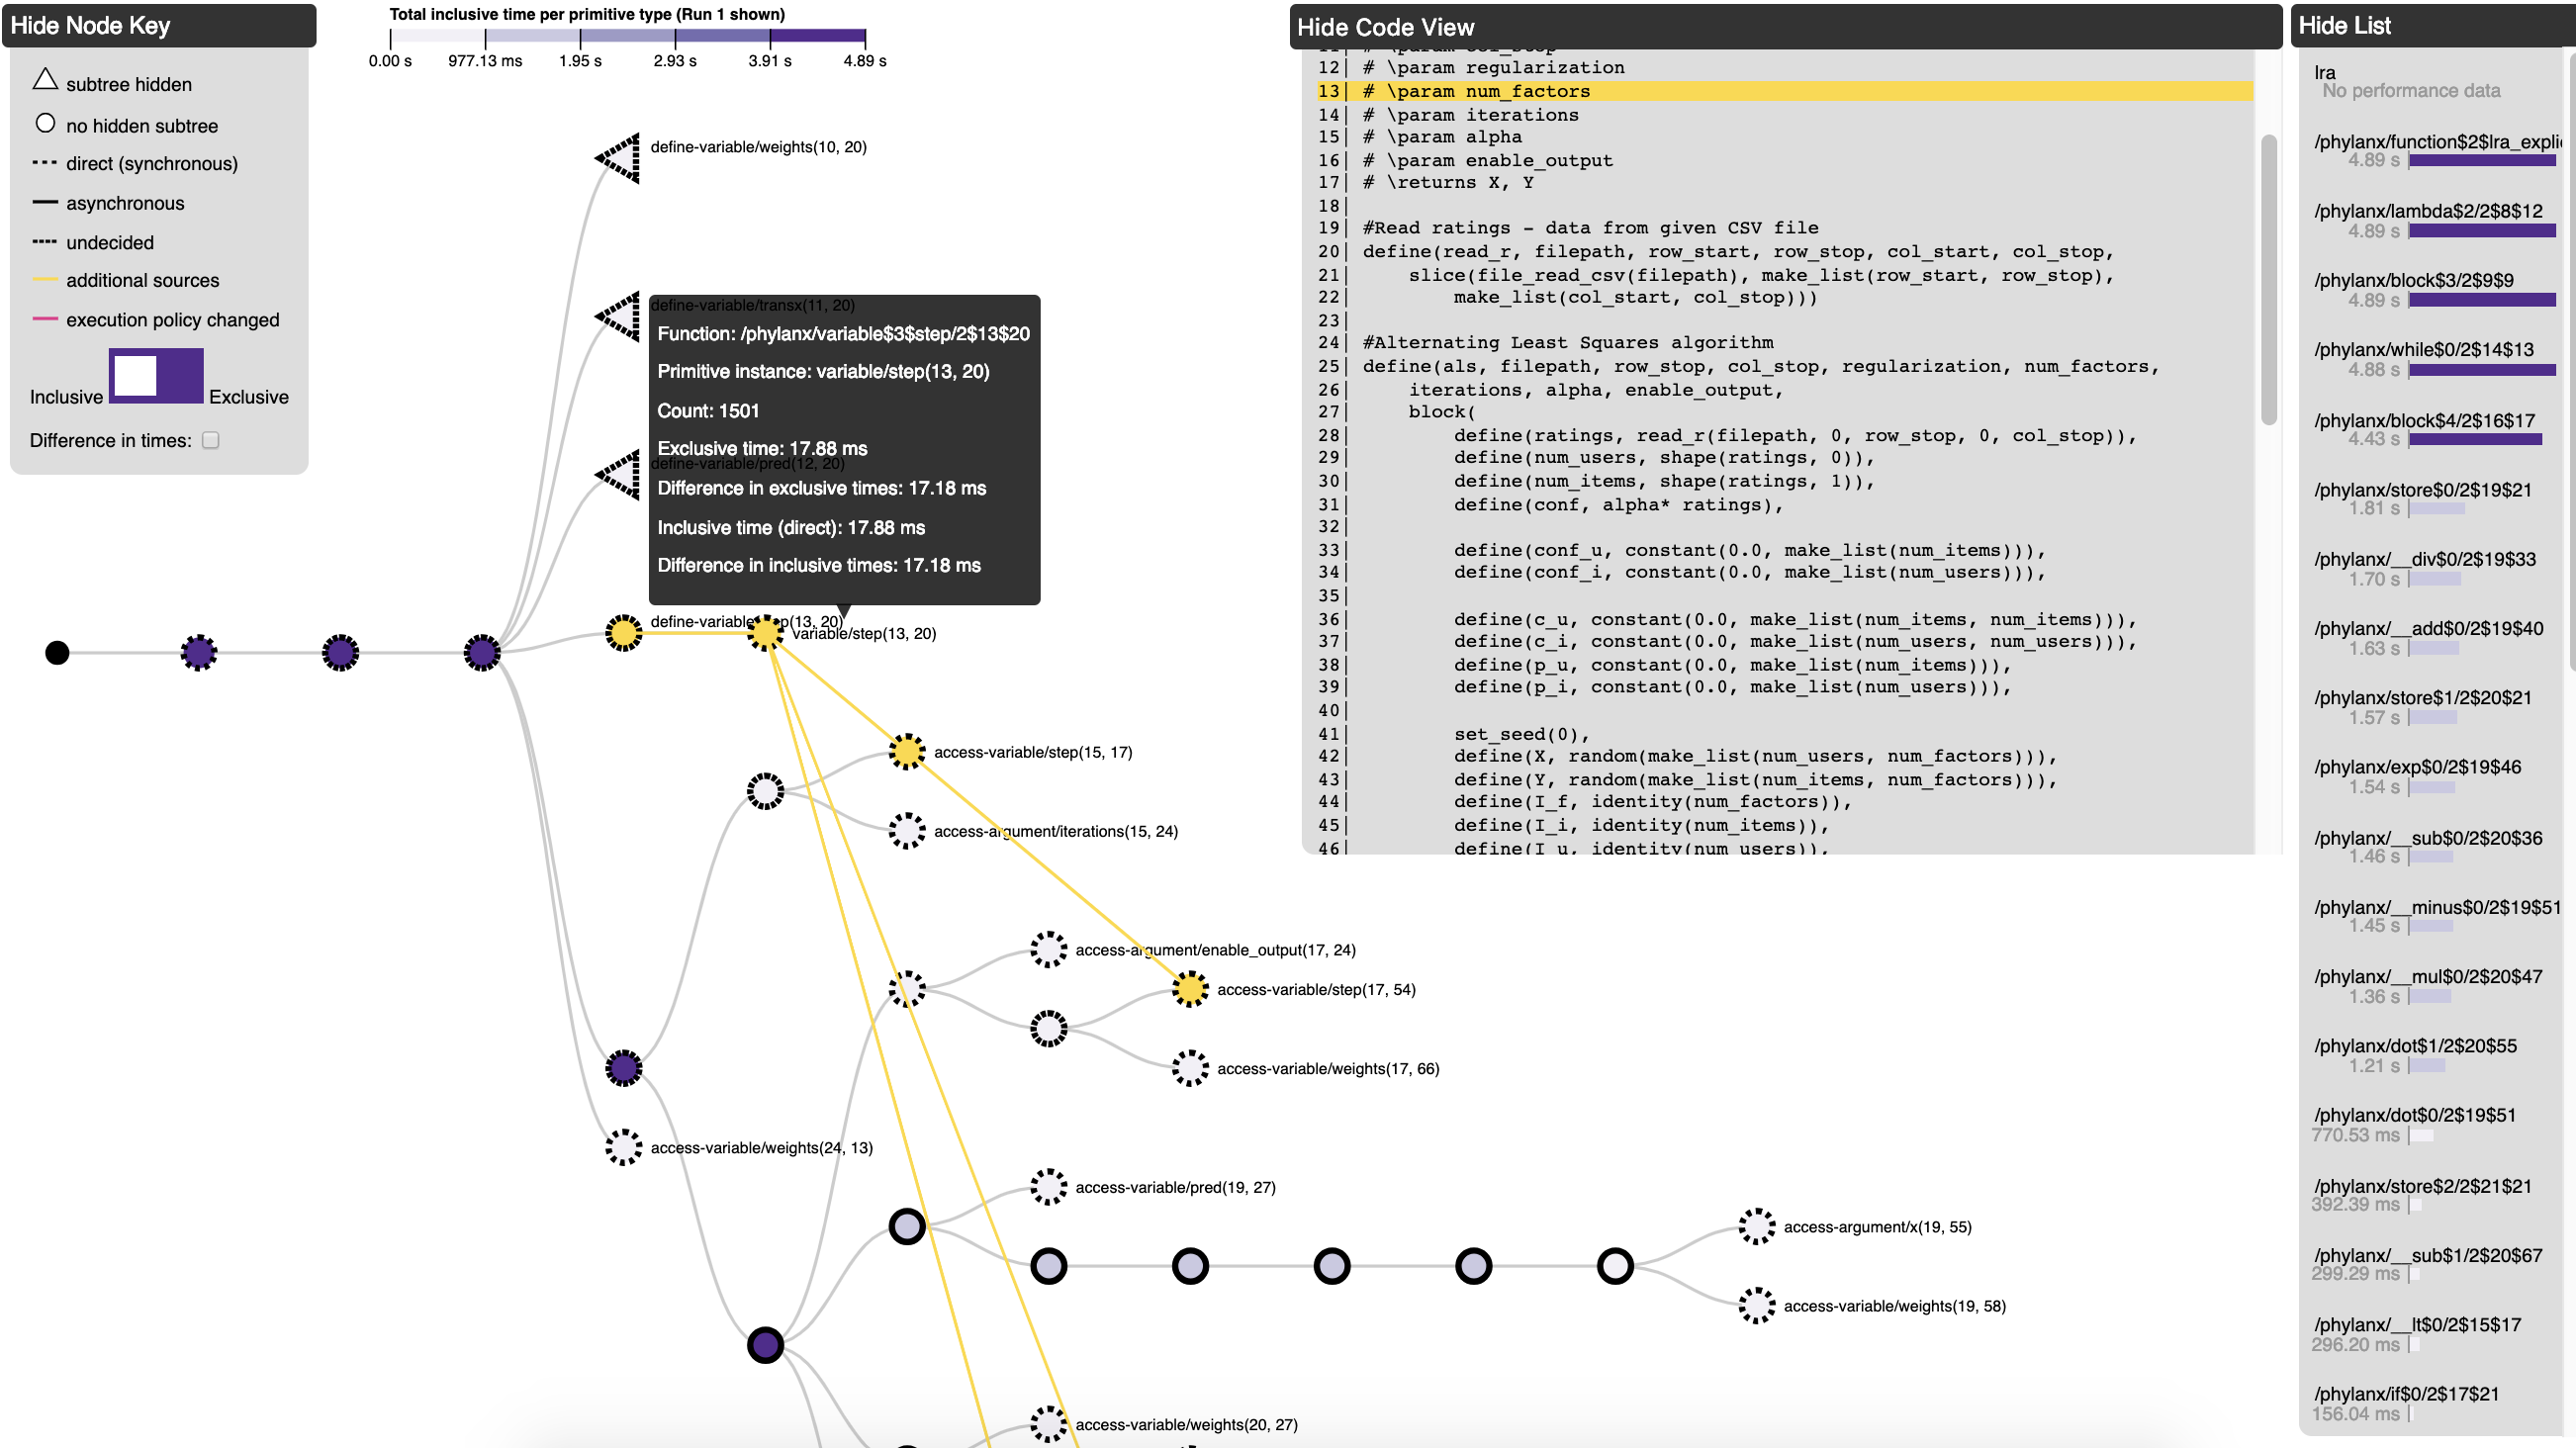 Hide Node Key
subtree hidden
no hidden subtree
direct (synchronous)
asynchronous
undecided
additional sources
execution policy changed
Inclusive Exclusive
Difference in times:
Total inclusive time per primitive type (Run 1 shown)
0.00 s 977.13 ms 1.95 s 2.93 s 3.91 s 4.89 s
define-variable/weights(10, 20)
define-variable/transx(11, 20)
Function: /phylanx/variable$3$step/2$13$20
Primitive instance: variable/step(13, 20)
Count: 1501
Exclusive time: 17.88 ms
define-variable/pred(12, 20)
Difference in exclusive times: 17.18 ms
Inclusive time (direct): 17.88 ms
Difference in inclusive times: 17.18 ms
variable/step(13, 20)
access-variable/step(15, 17)
access-argument/iterations(15, 24)
access-argument/enable_output(17, 24)
access-variable/step(17, 54)
access-variable/weights(17, 66)
access-variable/weights(24, 13)
access-variable/pred(19, 27)
access-argument/x(19, 55)
access-variable/weights(19, 58)
access-variable/weights(20, 27)
Hide Code View
11| # \param col_stop
12| # \param regularization
13| # \param num_factors
14| # \param iterations
15| # \param alpha
16| # \param enable_output
17| # \returns X, Y
18|
19| #Read ratings - data from given CSV file
20| define(read_r, filepath, row_start, row_stop, col_start, col_stop,
21|     slice(file_read_csv(filepath), make_list(row_start, row_stop),
22|         make_list(col_start, col_stop)))
23|
24| #Alternating Least Squares algorithm
25| define(als, filepath, row_stop, col_stop, regularization, num_factors,
26|     iterations, alpha, enable_output,
27|     block(
28|         define(ratings, read_r(filepath, 0, row_stop, 0, col_stop)),
29|         define(num_users, shape(ratings, 0)),
30|         define(num_items, shape(ratings, 1)),
31|         define(conf, alpha* ratings),
32|
33|         define(conf_u, constant(0.0, make_list(num_items))),
34|         define(conf_i, constant(0.0, make_list(num_users))),
35|
36|         define(c_u, constant(0.0, make_list(num_items, num_items))),
37|         define(c_i, constant(0.0, make_list(num_users, num_users))),
38|         define(p_u, constant(0.0, make_list(num_items))),
39|         define(p_i, constant(0.0, make_list(num_users))),
40|
41|         set_seed(0),
42|         define(X, random(make_list(num_users, num_factors))),
43|         define(Y, random(make_list(num_items, num_factors))),
44|         define(I_f, identity(num_factors)),
45|         define(I_i, identity(num_items)),
46|         define(I_u, identity(num_users)),
Hide List
lra
No performance data
/phylanx/function$2$lra_expli
4.89 s
/phylanx/lambda$2/2$8$12
4.89 s
/phylanx/block$3/2$9$9
4.89 s
/phylanx/while$0/2$14$13
4.88 s
/phylanx/block$4/2$16$17
4.43 s
/phylanx/store$0/2$19$21
1.81 s
/phylanx/__div$0/2$19$33
1.70 s
/phylanx/__add$0/2$19$40
1.63 s
/phylanx/store$1/2$20$21
1.57 s
/phylanx/exp$0/2$19$46
1.54 s
/phylanx/__sub$0/2$20$36
1.46 s
/phylanx/__minus$0/2$19$51
1.45 s
/phylanx/__mul$0/2$20$47
1.36 s
/phylanx/dot$1/2$20$55
1.21 s
/phylanx/dot$0/2$19$51
770.53 ms
/phylanx/store$2/2$21$21
392.39 ms
/phylanx/__sub$1/2$20$67
299.29 ms
/phylanx/__lt$0/2$15$17
296.20 ms
/phylanx/if$0/2$17$21
156.04 ms